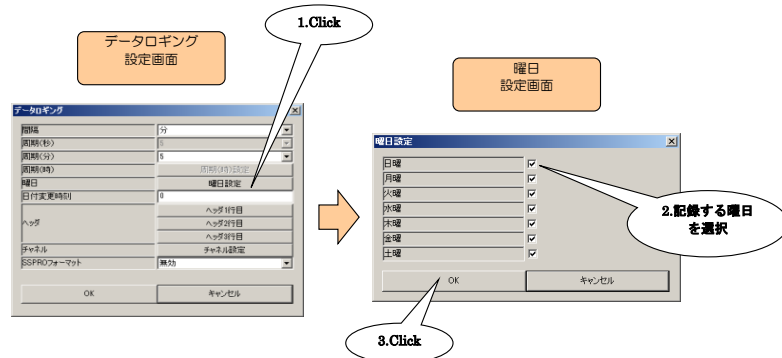 1.Click
データロギング
設定画面
曜日
設定画面
データロギング
間隔
分
周期(秒)
5
周期(分)
5
周期(時)
周期(時)設定
曜日
曜日設定
日付変更時刻
0
ヘッダ
ヘッダ1行目
ヘッダ2行目
ヘッダ3行目
チャネル
チャネル設定
SSPROフォーマット
無効
OK
キャンセル
曜日設定
日曜
月曜
火曜
水曜
木曜
金曜
土曜
OK
キャンセル
2.記録する曜日
を選択
3.Click